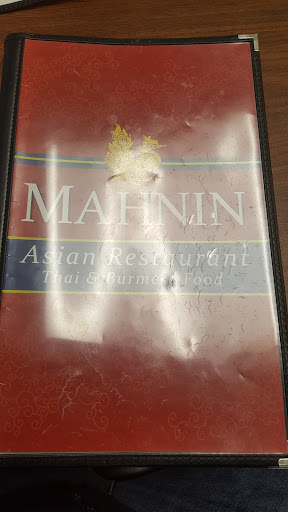 MAHNIN
Asian Restaurant
Thai & Burmese Food